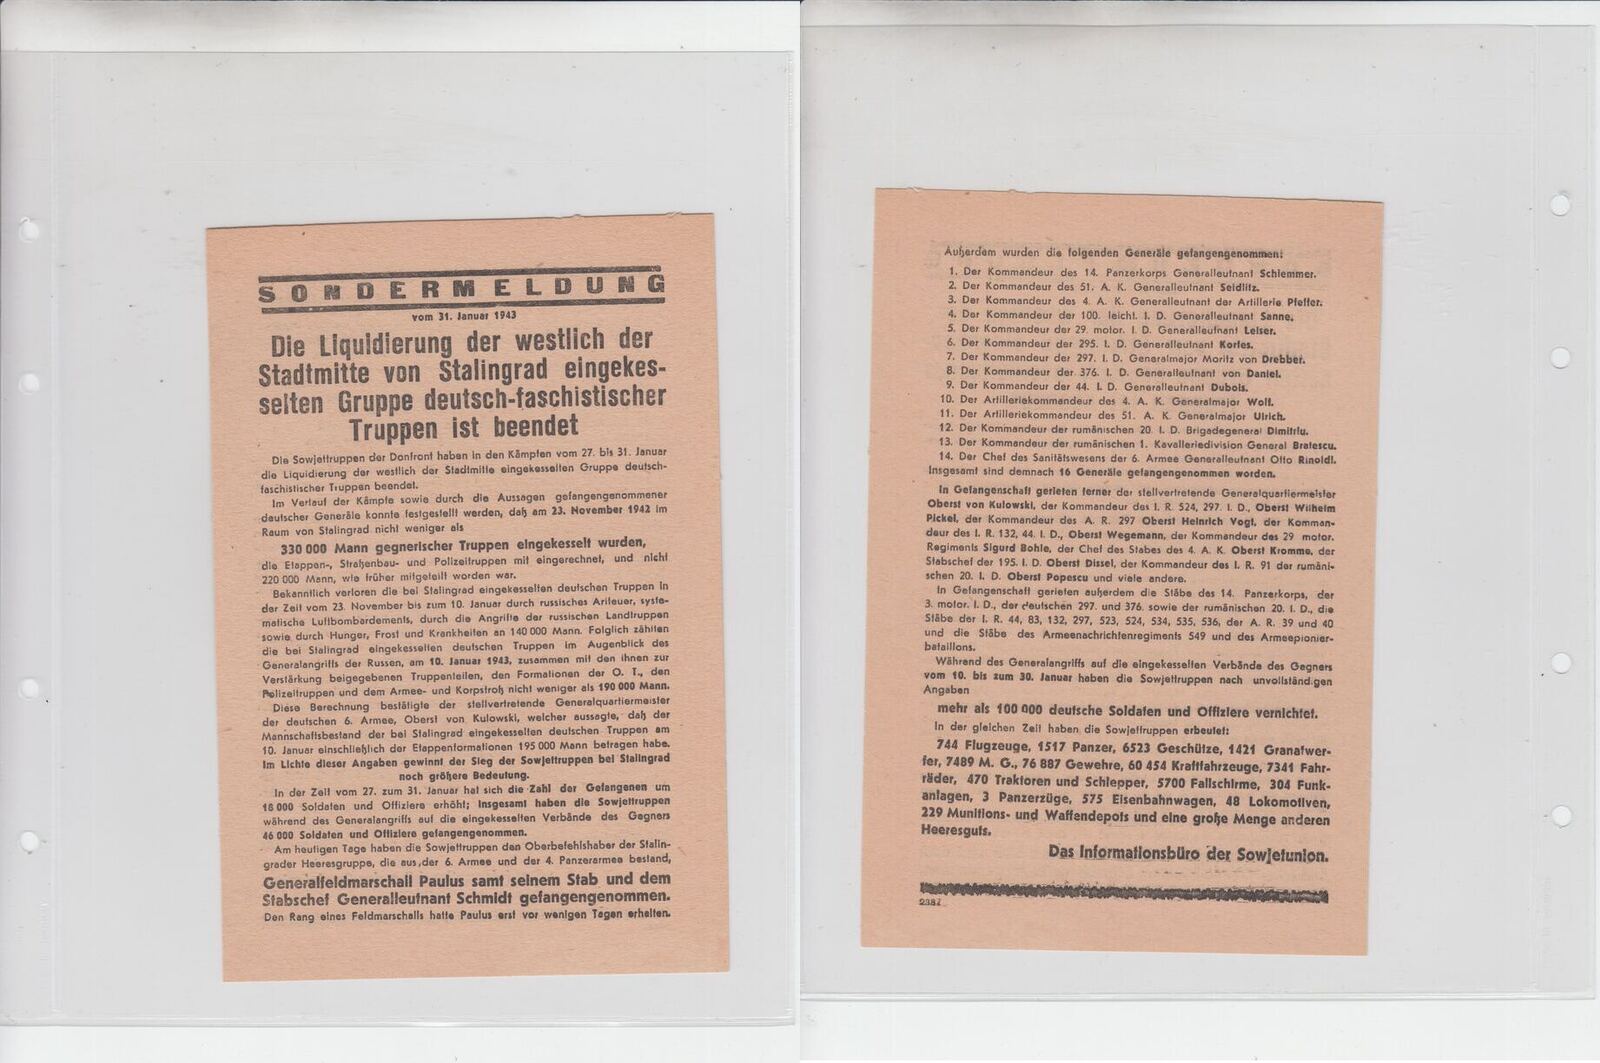 SONDERMELDUNG
vom 31. Januar 1943
Die Liquidierung der westlich der
Stadtmitte von Stalingrad eingekes-
selten Gruppe deutsch-faschistischer
Truppen ist beendet
Die Sowjettruppen der Donfront haben in den Kämpfen vom 27. bis 31. Januar
die Liquidierung der westlich der Stadtmitte eingekesselten Gruppe deutsch-
faschistischer Truppen beendet.
Im Verlauf der Kämpfe sowie durch die Aussagen gefangengenommener
deutscher Generäle konnte festgestellt werden, daß am 23. November 1942 im
Raum von Stalingrad nicht weniger als
330 000 Mann gegnerischer Truppen eingekesselt wurden,
die Etappen-, Straßenbau- und Polizeitruppen mit eingerechnet, und nicht
220 000 Mann, wie früher mitgeteilt worden war.
Bekanntlich verloren die bei Stalingrad eingekesselten deutschen Truppen in
der Zeit vom 23. November bis zum 10. Januar durch russisches Artfeuer, syste-
matische Luftbombardements, durch die Angriffe der russischen Landtruppen
sowie durch Hunger, Frost und Krankheiten an 140 000 Mann. Folglich zählten
die bei Stalingrad eingekesselten deutschen Truppen im Augenblick des
Generalangriffs der Russen, am 10. Januar 1943, zusammen mit den ihnen zur
Verstärkung beigegebenen Truppenteilen, den Formationen der O. T., den
Polizeitruppen und dem Armee- und Korpstroß nicht weniger als 190 000 Mann.
Diese Berechnung bestätigte der stellvertretende Generalquartiermeister
der deutschen 6. Armee, Oberst von Kulowski, welcher aussagte, daß der
Mannschaftsbestand der bei Stalingrad eingekesselten deutschen Truppen am
10. Januar einschließlich der Etappenformationen 195 000 Mann betragen habe.
Im Lichte dieser Angaben gewinnt der Sieg der Sowjettruppen bei Stalingrad
noch größere Bedeutung.
In der Zeit vom 27. zum 31. Januar hat sich die Zahl der Gefangenen um
18 000 Soldaten und Offiziere erhöht; insgesamt haben die Sowjettruppen
während des Generalangriffs auf die eingekesselten Verbände des Gegners
46 000 Soldaten und Offiziere gefangengenommen.
Am heutigen Tage haben die Sowjettruppen den Oberbefehlshaber der Stalin-
grader Heeresgruppe, die aus der 6. Armee und der 4. Panzerarmee bestand,
Generalfeldmarschall Paulus samt seinem Stab und dem
Stabschef Generalleutnant Schmidt gefangengenommen.
Den Rang eines Feldmarschalls hatte Paulus erst vor wenigen Tagen erhalten.
Außerdem wurden die folgenden Generäle gefangengenommen:
1. Der Kommandeur des 14. Panzerkorps Generalleutnant Schlemmer.
2. Der Kommandeur des 51. A. K. Generalleutnant Seidlitz.
3. Der Kommandeur des 4. A. K. Generalleutnant der Artillerie Pfeffer.
4. Der Kommandeur der 100. leicht. I. D. Generalleutnant Sanne.
5. Der Kommandeur der 29. motor. I. D. Generalleutnant Leiser.
6. Der Kommandeur der 295. I. D. Generalleutnant Korfes.
7. Der Kommandeur der 297. I. D. Generalmajor Moritz von Drebber.
8. Der Kommandeur der 376. I. D. Generalleutnant von Daniel.
9. Der Kommandeur der 44. I. D. Generalleutnant Dubois.
10. Der Artilleriekommandeur des 4. A. K. Generalmajor Wolf.
11. Der Artilleriekommandeur des 51. A. K. Generalmajor Ulrich.
12. Der Kommandeur der rumänischen 20. I. D. Brigadegeneral Dimitriu.
13. Der Kommandeur der rumänischen 1. Kavalleriedivision General Bratescu.
14. Der Chef des Sanitätswesens der 6. Armee Generalleutnant Otto Rinoldi.
Insgesamt sind demnach 16 Generäle gefangengenommen worden.
In Gefangenschaft gerieten ferner der stellvertretende Generalquartiermeister
Oberst von Kulowski, der Kommandeur des I. R. 524, 297. I. D., Oberst Wilhelm
Pickel, der Kommandeur des A. R. 297 Oberst Heinrich Vogt, der Komman-
deur des I. R. 132, 44. I. D., Oberst Wegemann, der Kommandeur des 29 motor.
Regiments Sigurd Bohle, der Chef des Stabes des 4. A. K. Oberst Kromme, der
Stabschef der 195. I. D. Oberst Dissel, der Kommandeur des I. R. 91 der rumäni-
schen 20. I. D. Oberst Popescu und viele andere.
In Gefangenschaft gerieten außerdem die Stäbe des 14. Panzerkorps, der
3. motor. I. D., der deutschen 297. und 376. sowie der rumänischen 20. I. D., die
Stäbe der I. R. 44, 83, 132, 297, 523, 524, 534, 535, 536, der A. R. 39 und 40
und die Stäbe des Armeenachrichtenregiments 549 und des Armeepionier-
bataillons.
Während des Generalangriffs auf die eingekesselten Verbände des Gegners
vom 10. bis zum 30. Januar haben die Sowjettruppen nach unvollständigen
Angaben
mehr als 100 000 deutsche Soldaten und Offiziere vernichtet.
In der gleichen Zeit haben die Sowjettruppen erbeutet:
744 Flugzeuge, 1517 Panzer, 6523 Geschütze, 1421 Granatwer-
fer, 7489 M. G., 76 887 Gewehre, 60 454 Kraftfahrzeuge, 7341 Fahr-
räder, 470 Traktoren und Schlepper, 5700 Fallschirme, 304 Funk-
anlagen, 3 Panzerzüge, 575 Eisenbahnwagen, 48 Lokomotiven,
229 Munitions- und Waffendepots und eine große Menge anderen
Heeresguts.
Das Informationsbüro der Sowjetunion.
2387